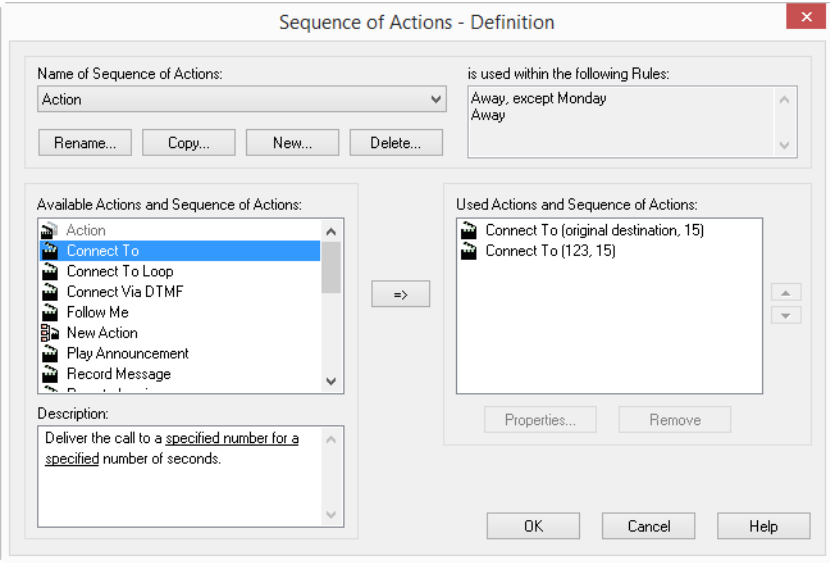 Sequence of Actions - Definition
Name of Sequence of Actions:
Action
Rename...
Copy...
New...
Delete...
is used within the following Rules:
Away, except Monday
Away
Available Actions and Sequence of Actions:
Action
Connect To
Connect To Loop
Connect Via DTMF
Follow Me
New Action
Play Announcement
Record Message
=>
Used Actions and Sequence of Actions:
Connect To (original destination, 15)
Connect To (123, 15)
Properties...
Remove
Description:
Deliver the call to a specified number for a
specified number of seconds.
OK
Cancel
Help